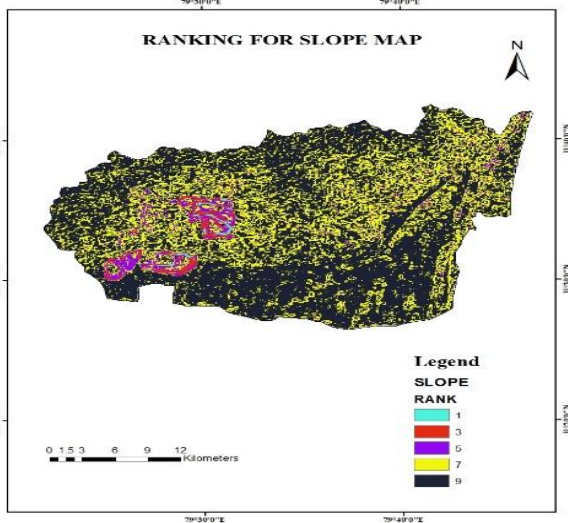 79°30'0"E 79°40'0"E
RANKING FOR SLOPE MAP
N
Legend
SLOPE
RANK
1
3
5
7
9
0 1.5 3 6 9 12
Kilometers
79°30'0"E 79°40'0"E